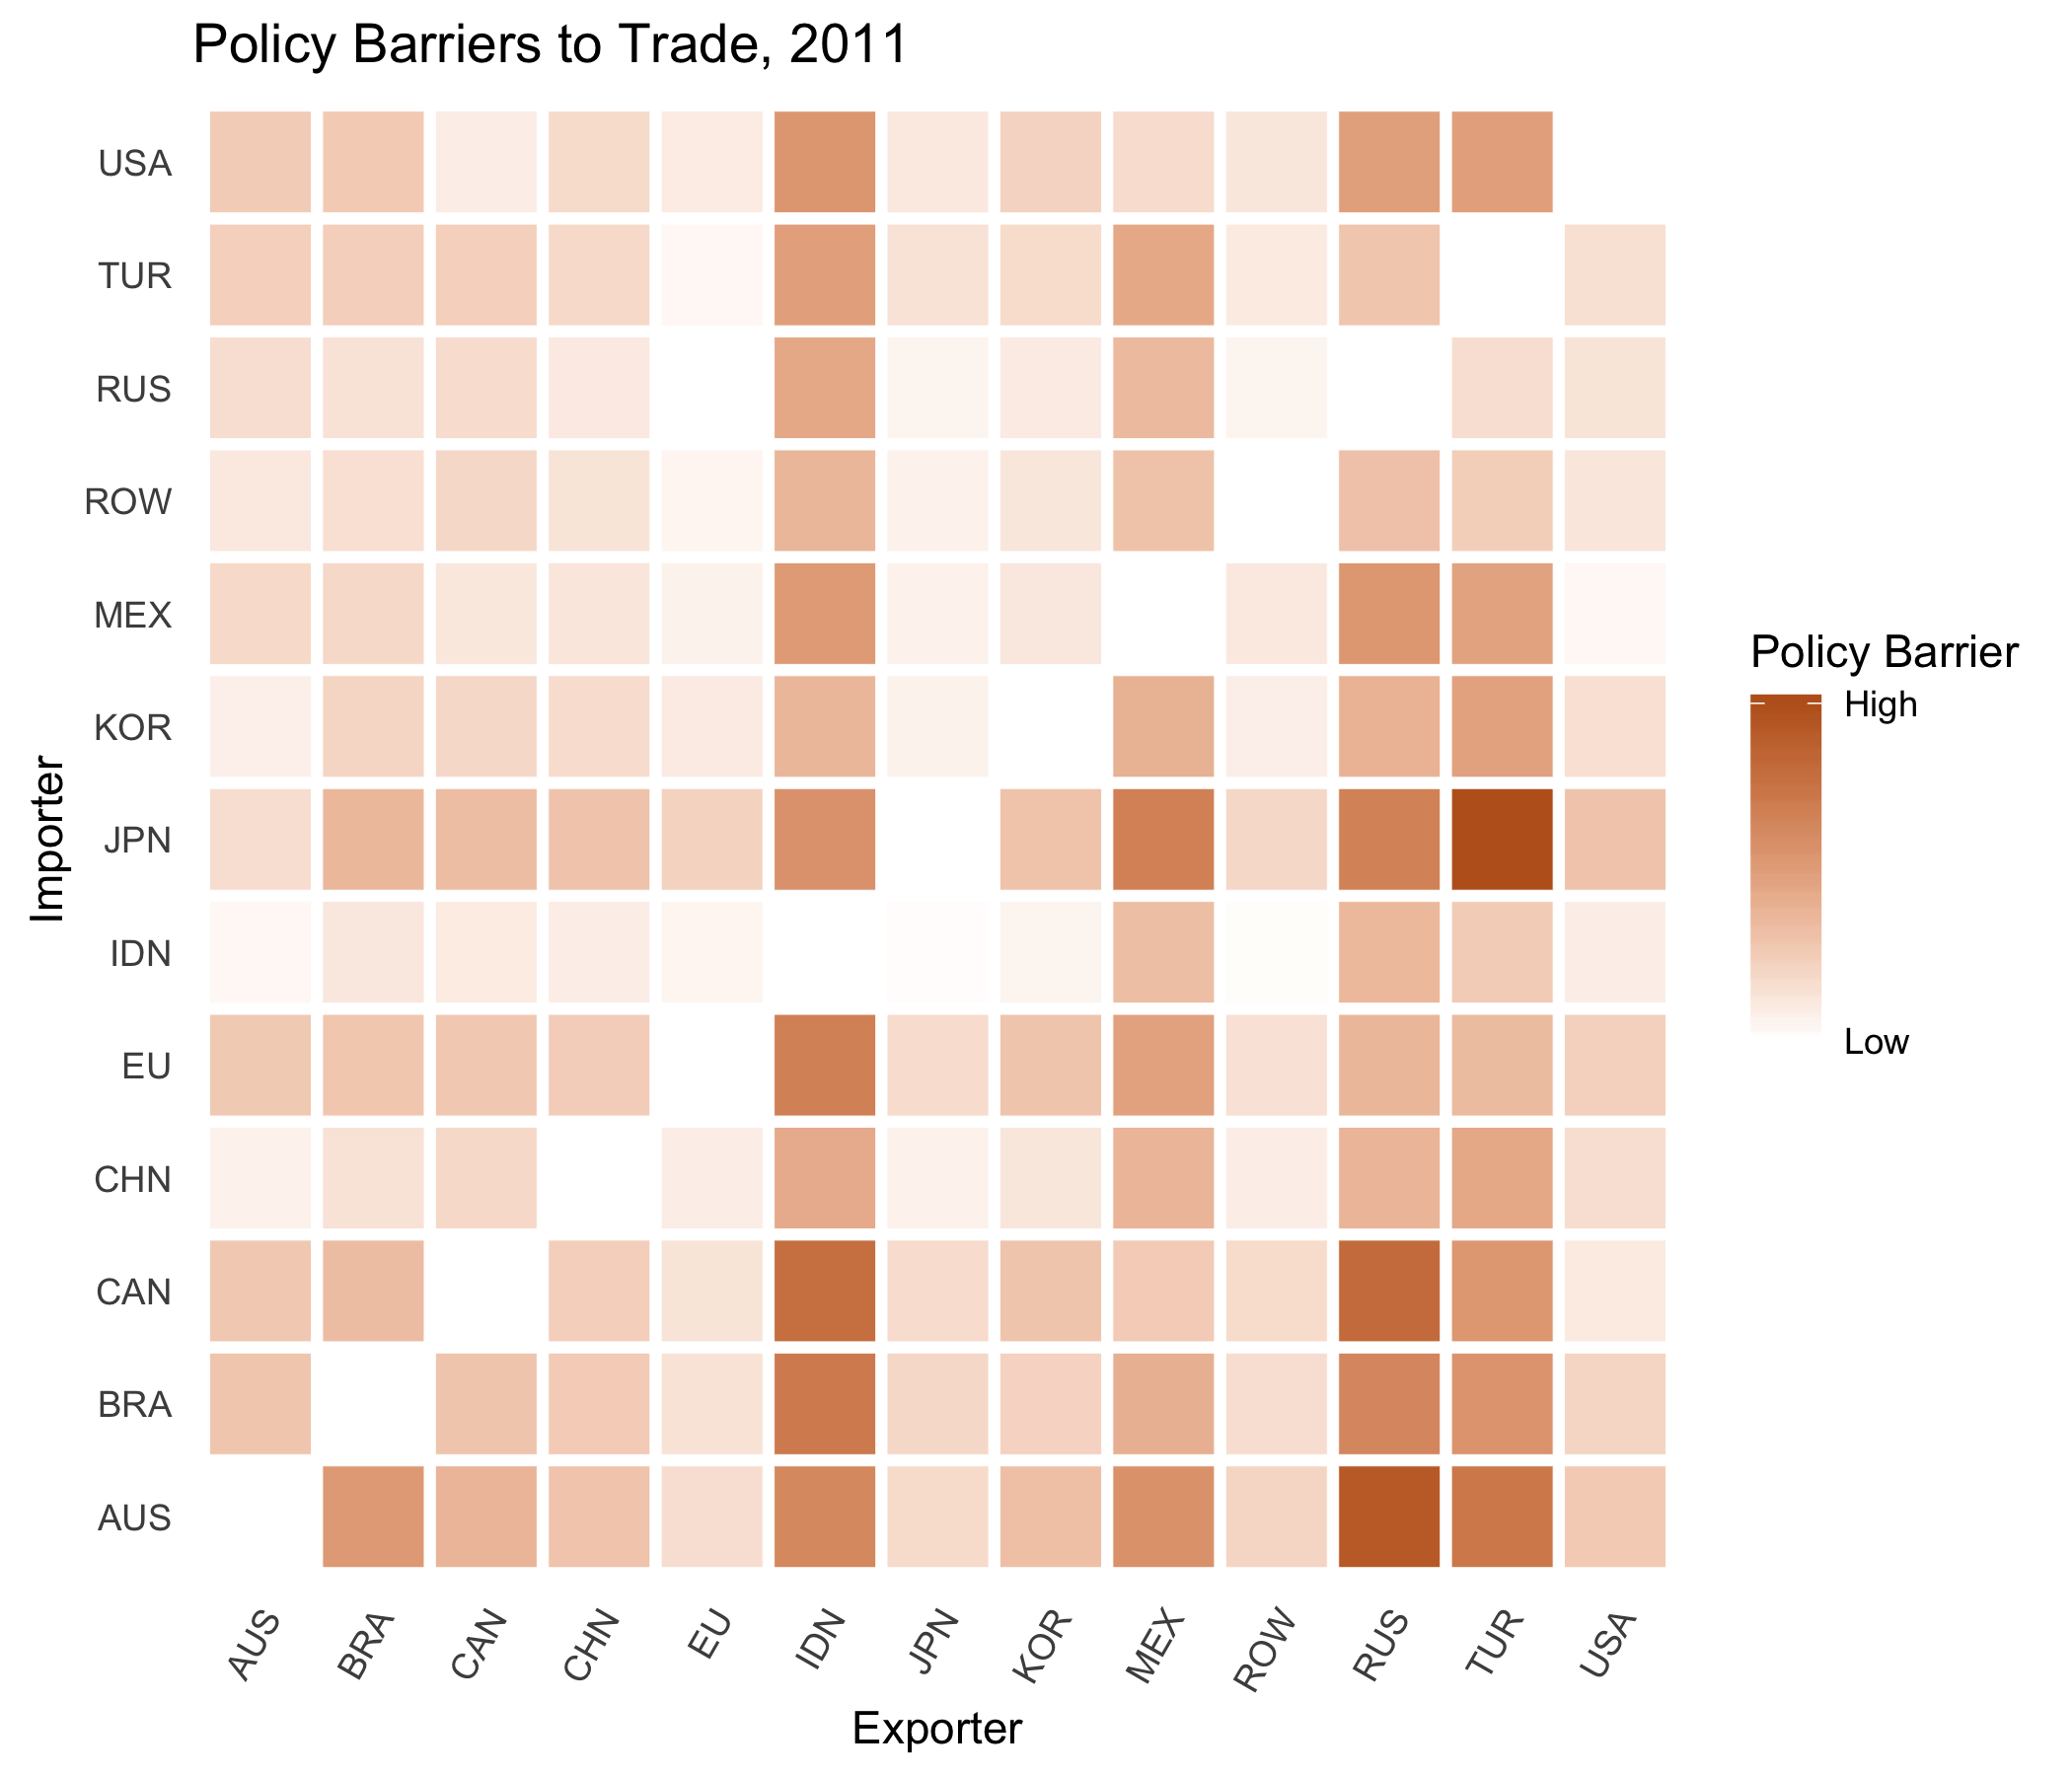 Policy Barriers to Trade, 2011
USA
TUR
RUS
ROW
MEX
KOR
JPN
IDN
EU
CHN
CAN
BRA
AUS
Importer
AUS
BRA
CAN
CHN
EU
IDN
JPN
KOR
MEX
ROW
RUS
TUR
USA
Exporter
Policy Barrier
High
Low